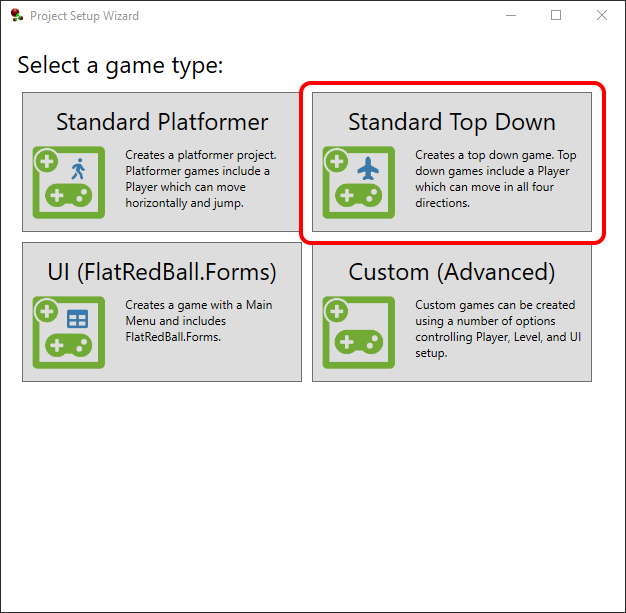 Project Setup Wizard
Select a game type:
Standard Platformer
Creates a platformer project.
Platformer games include a
Player which can move
horizontally and jump.
Standard Top Down
Creates a top down game. Top
down games include a Player
which can move in all four
directions.
UI (FlatRedBall.Forms)
Creates a game with a Main
Menu and includes
FlatRedBall.Forms.
Custom (Advanced)
Custom games can be created
using a number of options
controlling Player, Level, and UI
setup.